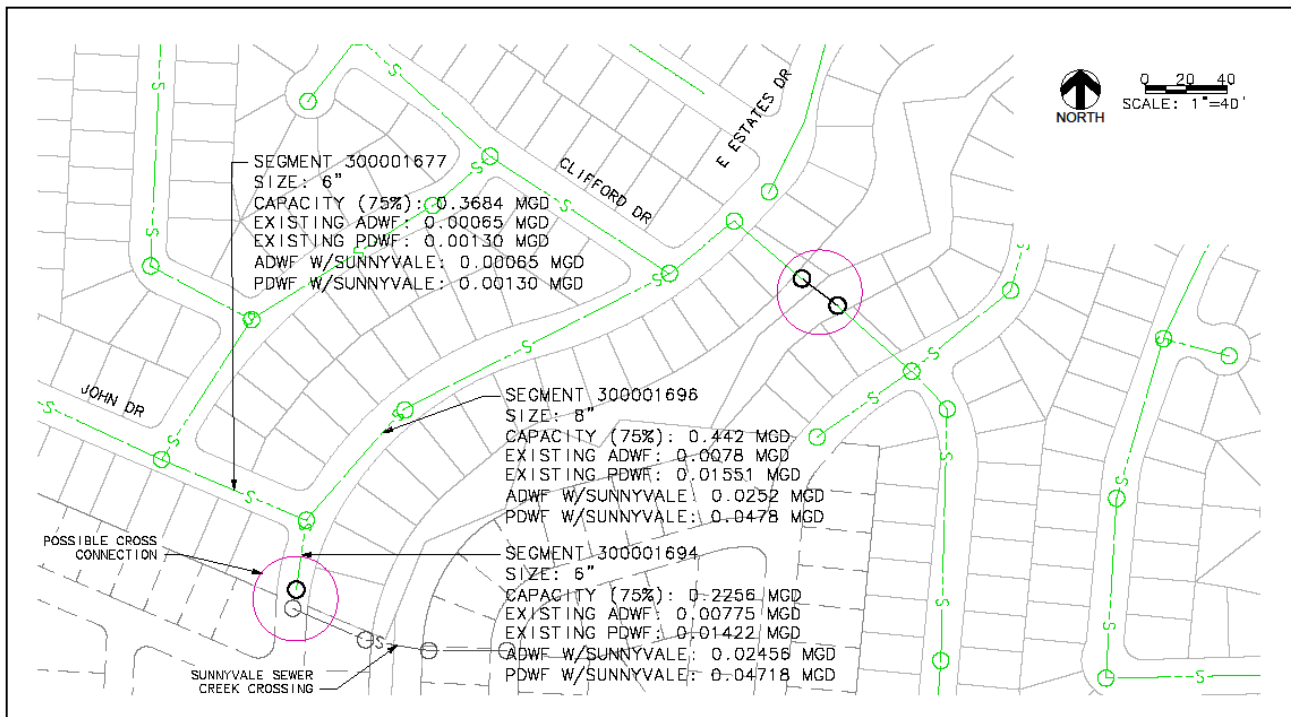 E ESTATES DR
0 20 40
SCALE: 1"=40'
NORTH
CLIFFORD DR
SEGMENT 300001677
SIZE: 6"
CAPACITY (75%): 0.3684 MGD
EXISTING ADWF: 0.00065 MGD
EXISTING PDWF: 0.00130 MGD
ADWF W/SUNNYVALE: 0.00065 MGD
PDWF W/SUNNYVALE: 0.00130 MGD
JOHN DR
SEGMENT 300001696
SIZE: 8"
CAPACITY (75%): 0.442 MGD
EXISTING ADWF: 0.0078 MGD
EXISTING PDWF: 0.01551 MGD
ADWF W/SUNNYVALE: 0.0252 MGD
PDWF W/SUNNYVALE: 0.0478 MGD
POSSIBLE CROSS
CONNECTION
SEGMENT 300001694
SIZE: 6"
CAPACITY (75%): 0.2256 MGD
EXISTING ADWF: 0.00775 MGD
EXISTING PDWF: 0.01422 MGD
ADWF W/SUNNYVALE: 0.02456 MGD
PDWF W/SUNNYVALE: 0.04718 MGD
SUNNYVALE SEWER
CREEK CROSSING